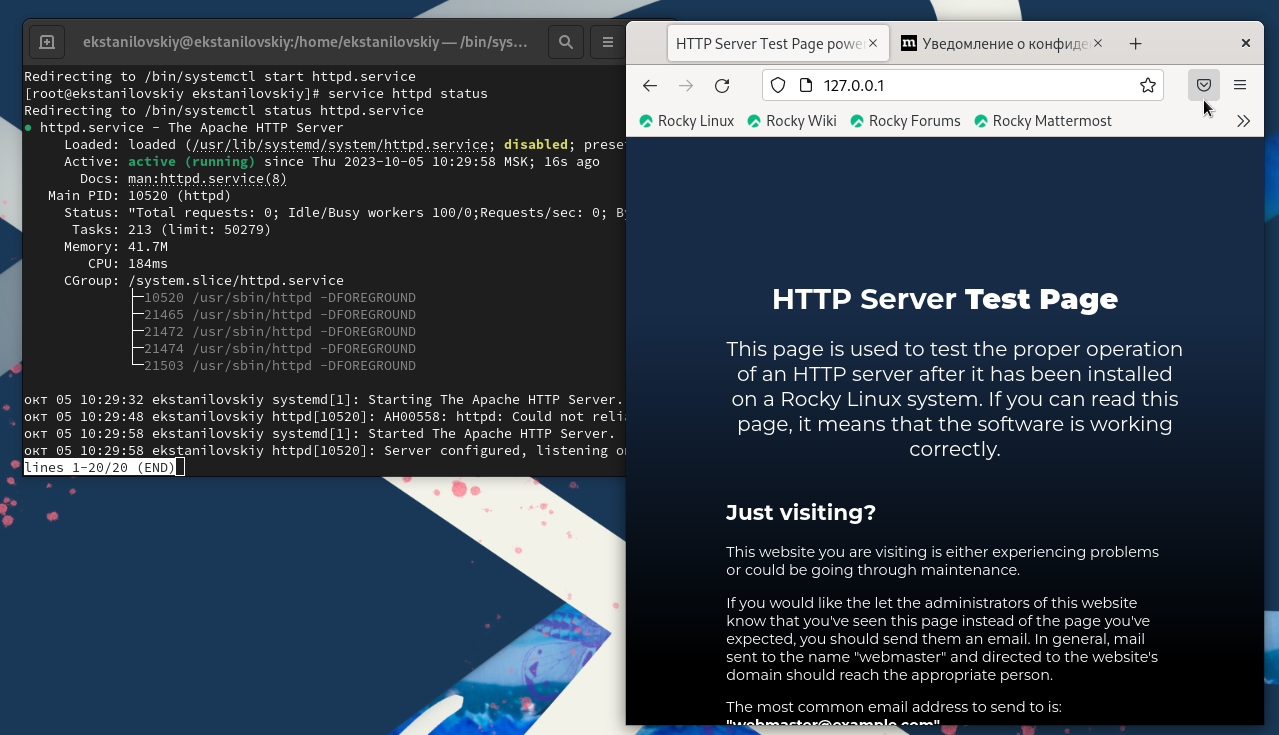 ekstanilovskiy@ekstanilovskiy:/home/ekstanilovskiy — /bin/sys…
Redirecting to /bin/systemctl start httpd.service
[root@ekstanilovskiy ekstanilovskiy]# service httpd status
Redirecting to /bin/systemctl status httpd.service
● httpd.service - The Apache HTTP Server
Loaded: loaded (/usr/lib/systemd/system/httpd.service; disabled; prese
Active: active (running) since Thu 2023-10-05 10:29:58 MSK; 16s ago
Docs: man:httpd.service(8)
Main PID: 10520 (httpd)
Status: "Total requests: 0; Idle/Busy workers 100/0;Requests/sec: 0; B
Tasks: 213 (limit: 50279)
Memory: 41.7M
CPU: 184ms
CGroup: /system.slice/httpd.service
├─10520 /usr/sbin/httpd -DFOREGROUND
├─21465 /usr/sbin/httpd -DFOREGROUND
├─21472 /usr/sbin/httpd -DFOREGROUND
├─21474 /usr/sbin/httpd -DFOREGROUND
└─21503 /usr/sbin/httpd -DFOREGROUND
окт 05 10:29:32 ekstanilovskiy systemd[1]: Starting The Apache HTTP Server.
окт 05 10:29:48 ekstanilovskiy httpd[10520]: AH00558: httpd: Could not reli
окт 05 10:29:58 ekstanilovskiy systemd[1]: Started The Apache HTTP Server.
окт 05 10:29:58 ekstanilovskiy httpd[10520]: Server configured, listening o
lines 1-20/20 (END)
HTTP Server Test Page powe
m Уведомление о конфиде
127.0.0.1
Rocky Linux Rocky Wiki Rocky Forums Rocky Mattermost
HTTP Server Test Page
This page is used to test the proper operation
of an HTTP server after it has been installed
on a Rocky Linux system. If you can read this
page, it means that the software is working
correctly.
Just visiting?
This website you are visiting is either experiencing problems
or could be going through maintenance.
If you would like the let the administrators of this website
know that you've seen this page instead of the page you've
expected, you should send them an email. In general, mail
sent to the name "webmaster" and directed to the website's
domain should reach the appropriate person.
The most common email address to send to is:
"webmaster@example.com"